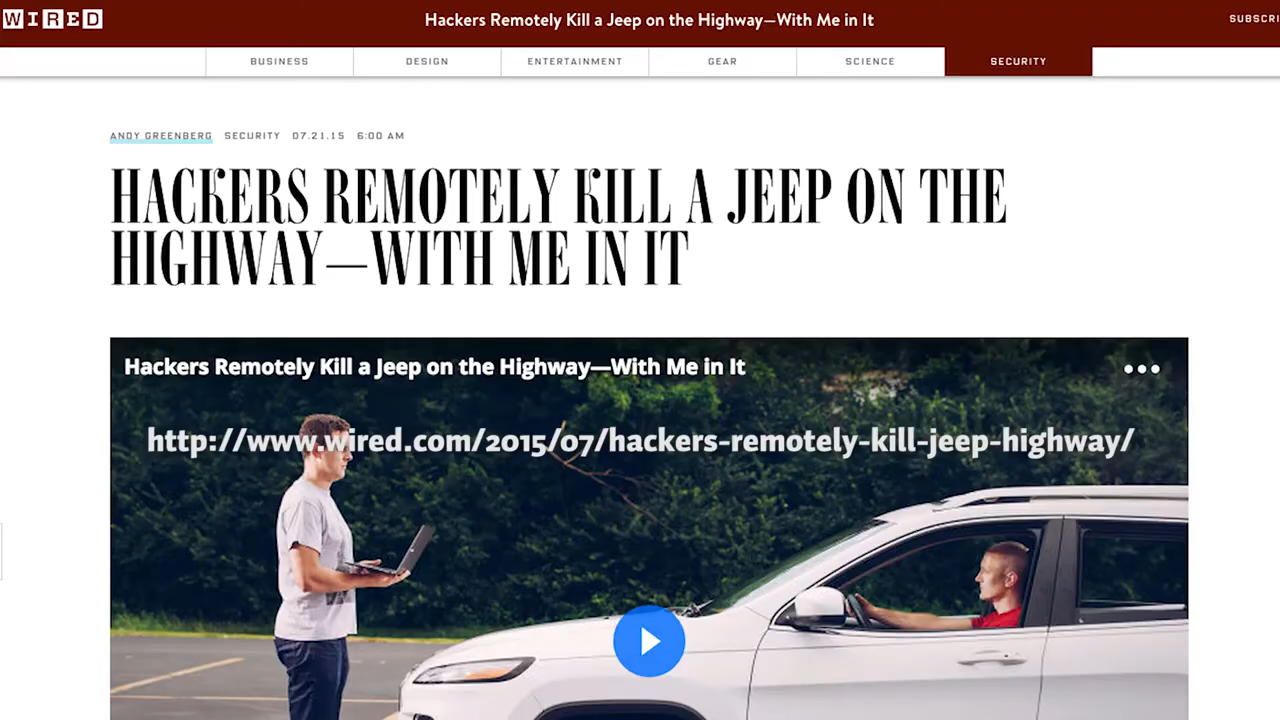 WIRED
Hackers Remotely Kill a Jeep on the Highway—With Me in It
SUBSCRI
BUSINESS
DESIGN
ENTERTAINMENT
GEAR
SCIENCE
SECURITY
ANDY GREENBERG SECURITY 07.21.15 6:00 AM
HACKERS REMOTELY KILL A JEEP ON THE
HIGHWAY—WITH ME IN IT
Hackers Remotely Kill a Jeep on the Highway—With Me in It
http://www.wired.com/2015/07/hackers-remotely-kill-jeep-highway/